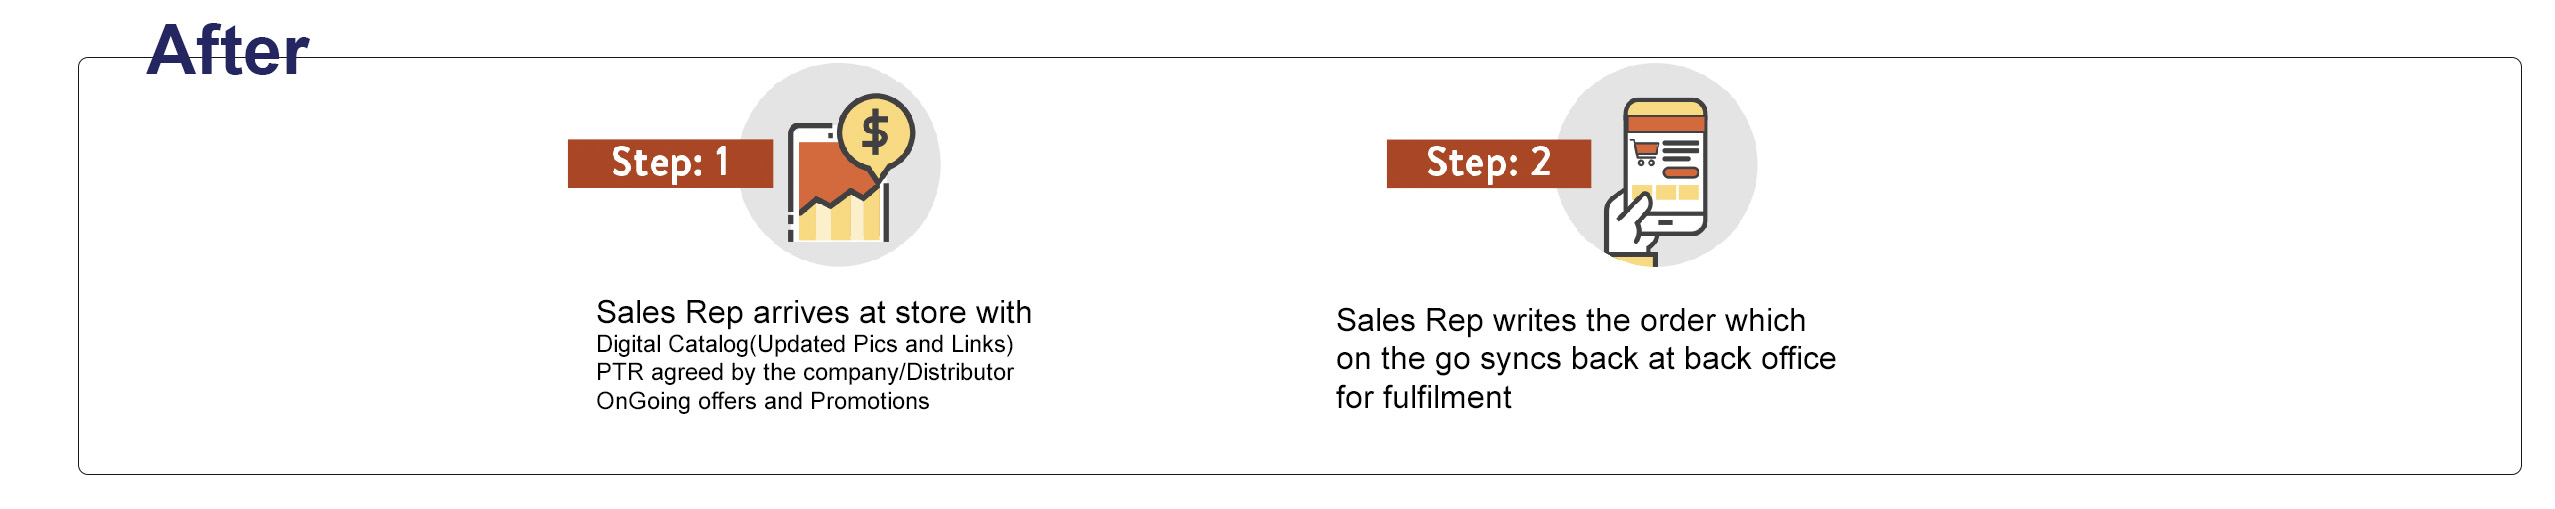 After
Step: 1
$
Sales Rep arrives at store with
Digital Catalog(Updated Pics and Links)
PTR agreed by the company/Distributor
OnGoing offers and Promotions
Step: 2
Sales Rep writes the order which
on the go syncs back at back office
for fulfilment